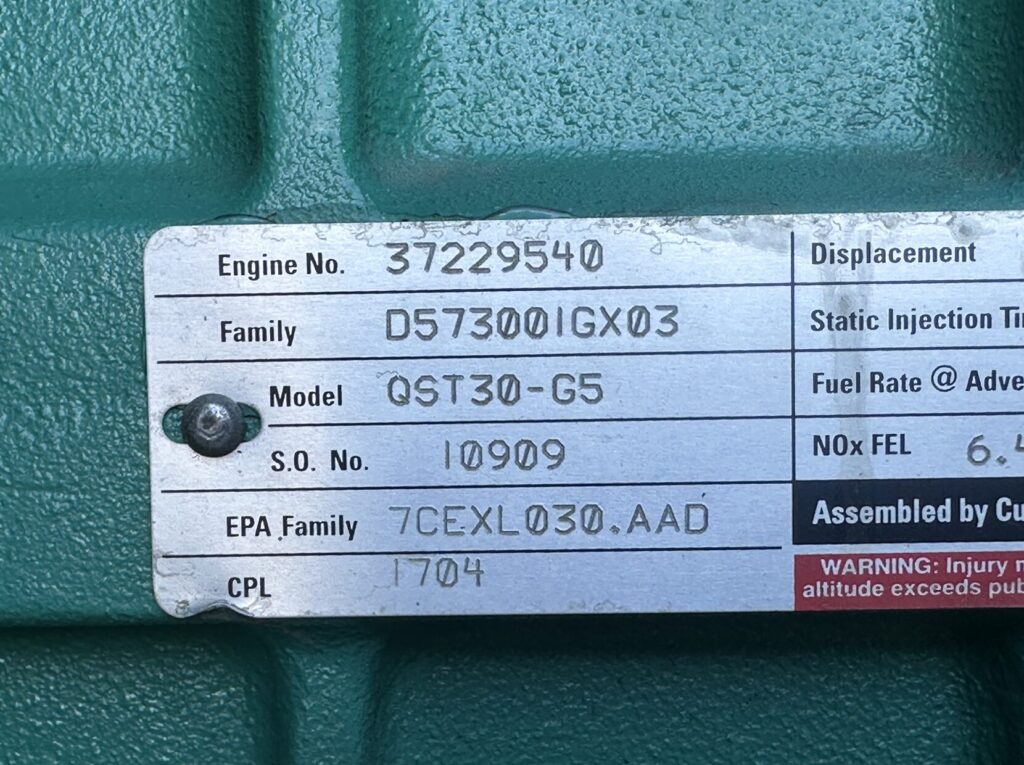 Engine No. 37229540
Family D573001GX03
Model QST30-G5
S.O. No. 10909
EPA Family 7CEXL030.AAD
CPL 1704
Displacement
Static Injection
Fuel Rate @
NOx FEL
Assembled by
WARNING: Injury
altitude exceeds